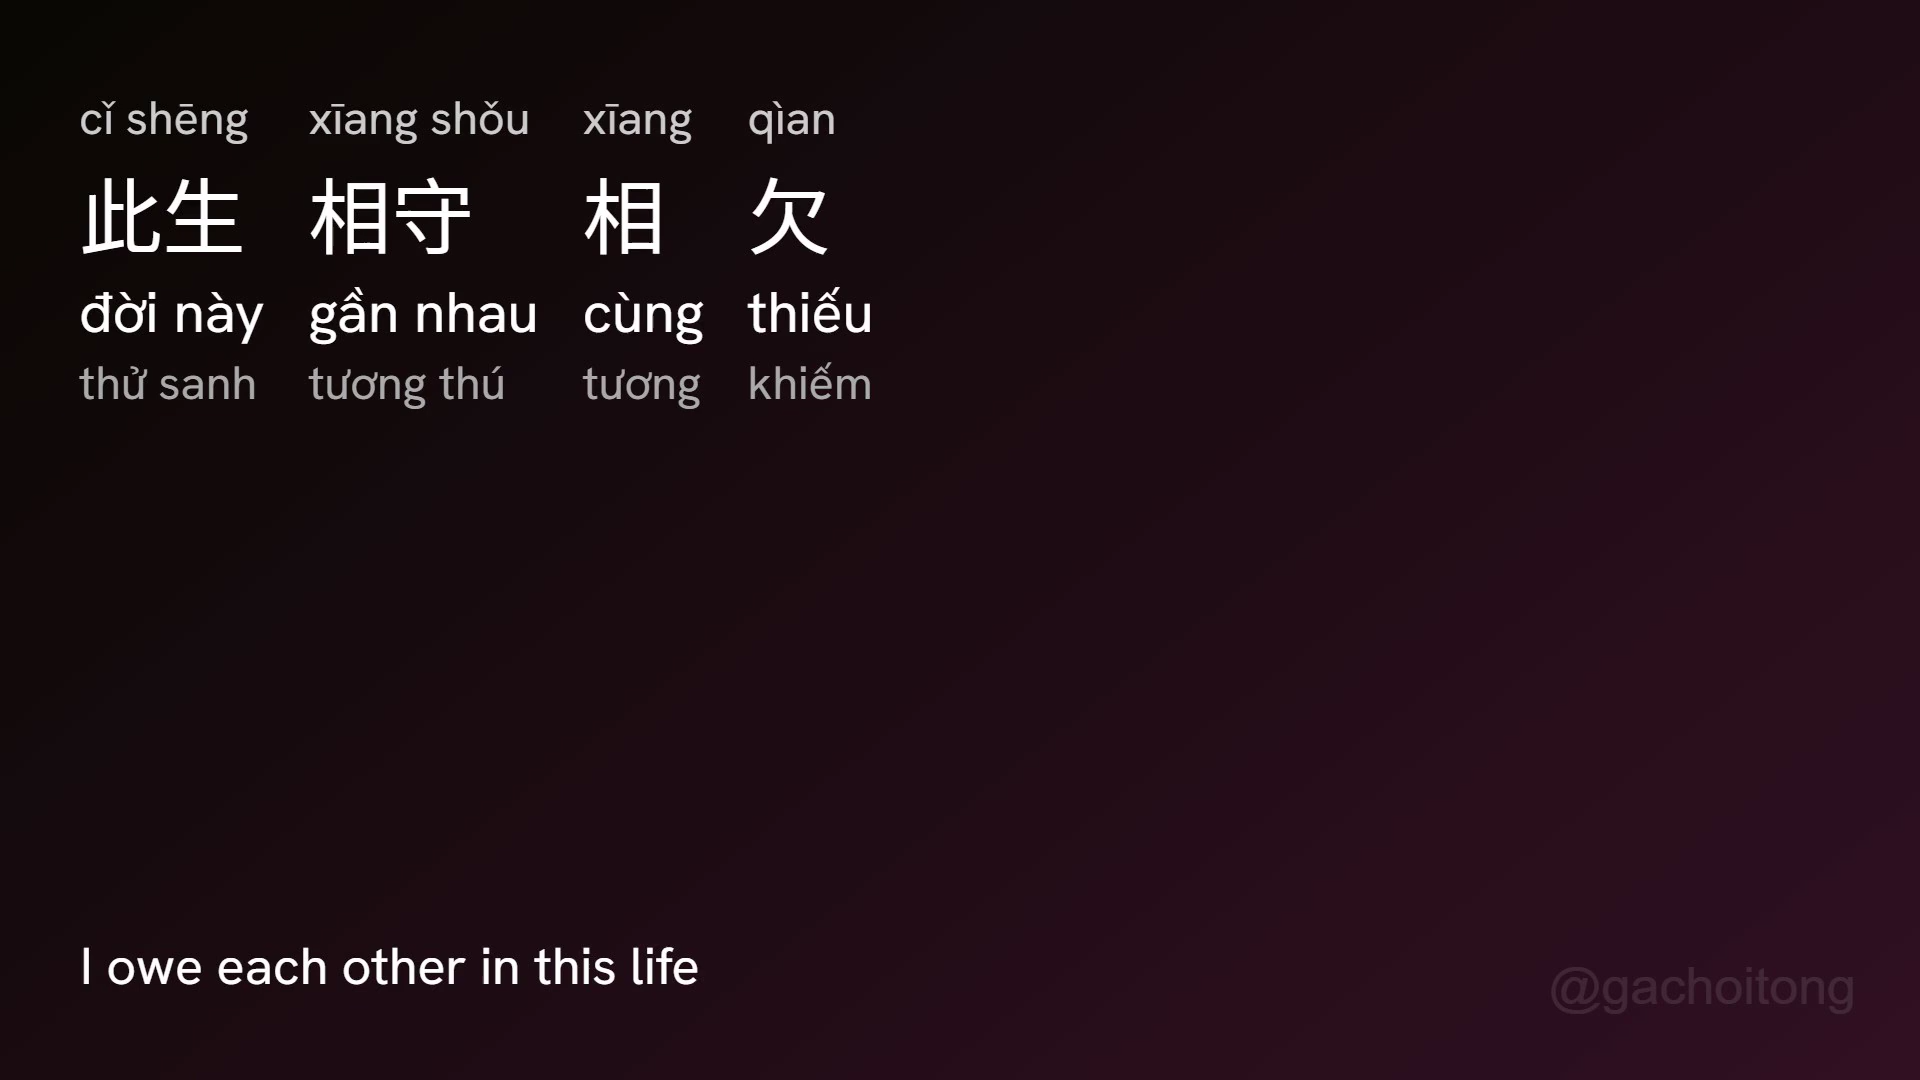 cǐ shēng xīang shǒu xīang qìan
此生 相守 相 欠
đời này gần nhau cùng thiếu
thử sanh tương thú tương khiếm
I owe each other in this life
@gachoitong